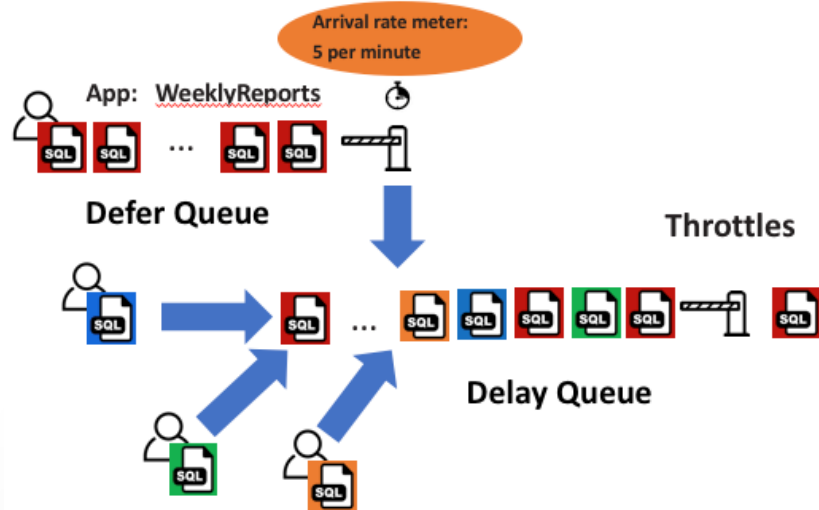 Arrival rate meter:
5 per minute
App: WeeklyReports
SQL SQL ... SQL SQL
Defer Queue
Throttles
SQL SQL ... SQL SQL SQL SQL SQL SQL
Delay Queue
SQL
SQL